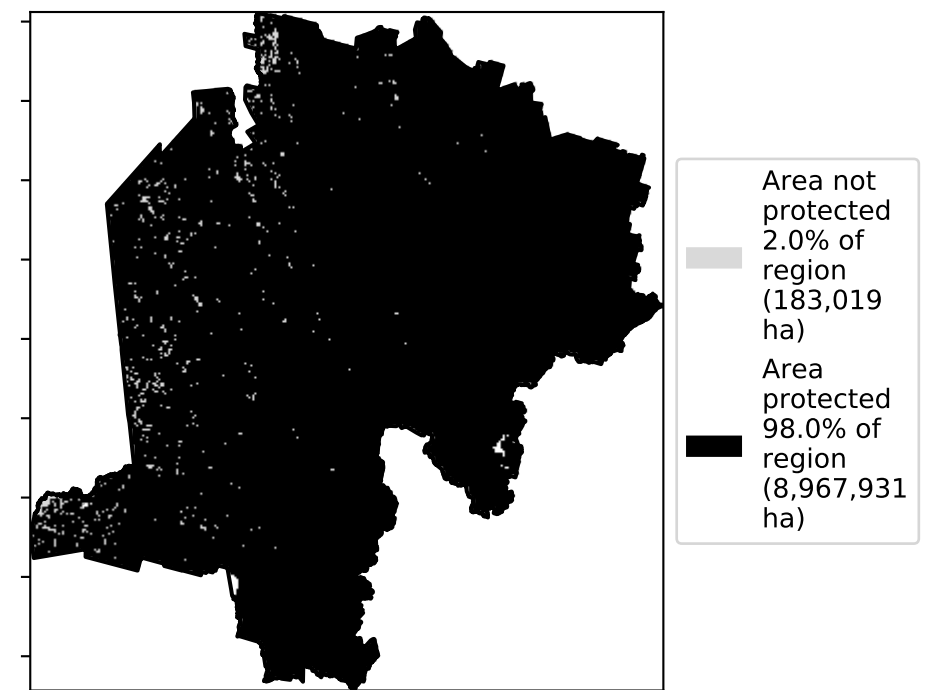 Area not
protected
2.0% of
region
(183,019
ha)
Area
protected
98.0% of
region
(8,967,931
ha)